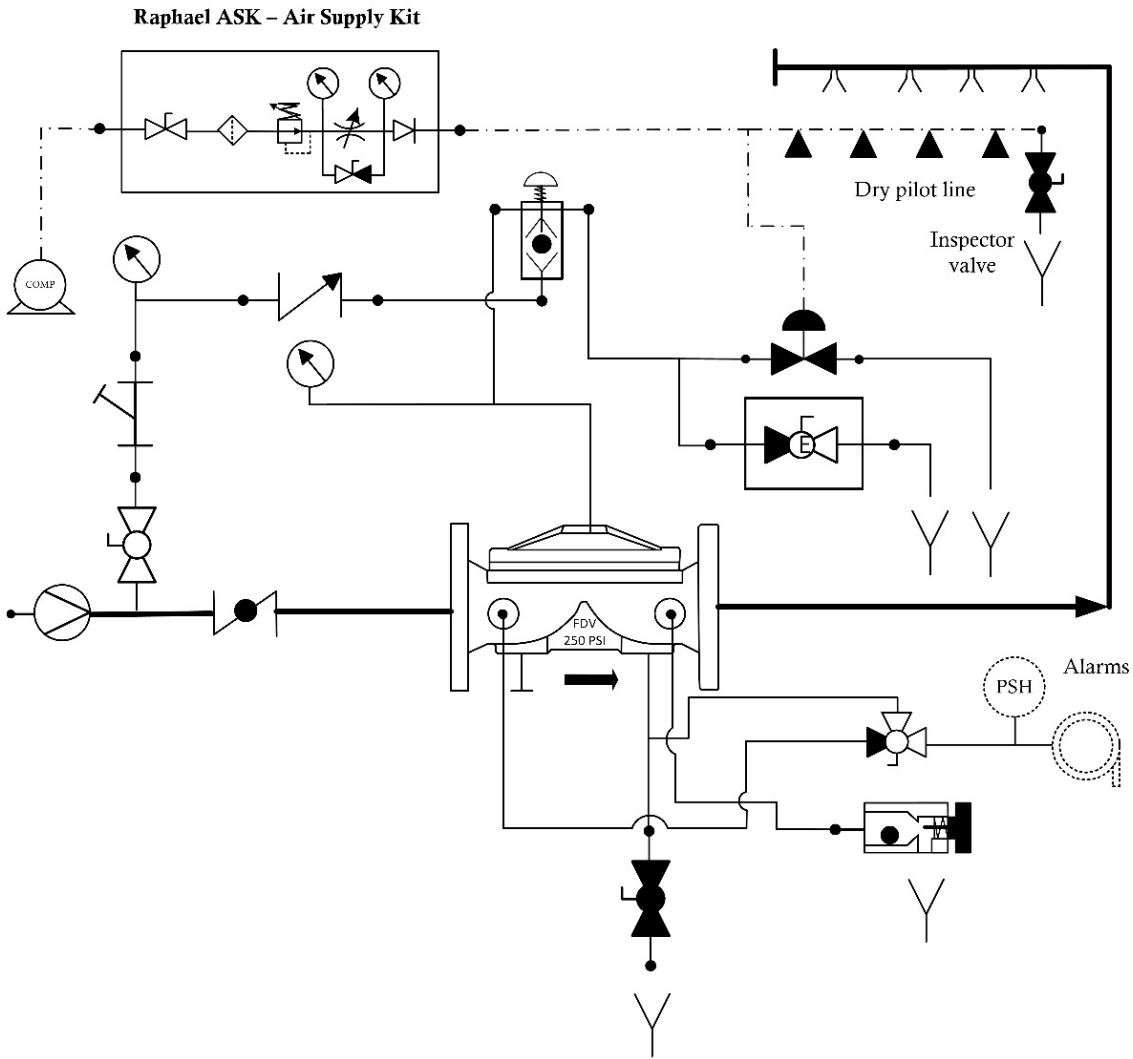 Raphael ASK – Air Supply Kit
Dry pilot line
Inspector
valve
COMP
E
FDV
250 PSI
PSH
Alarms